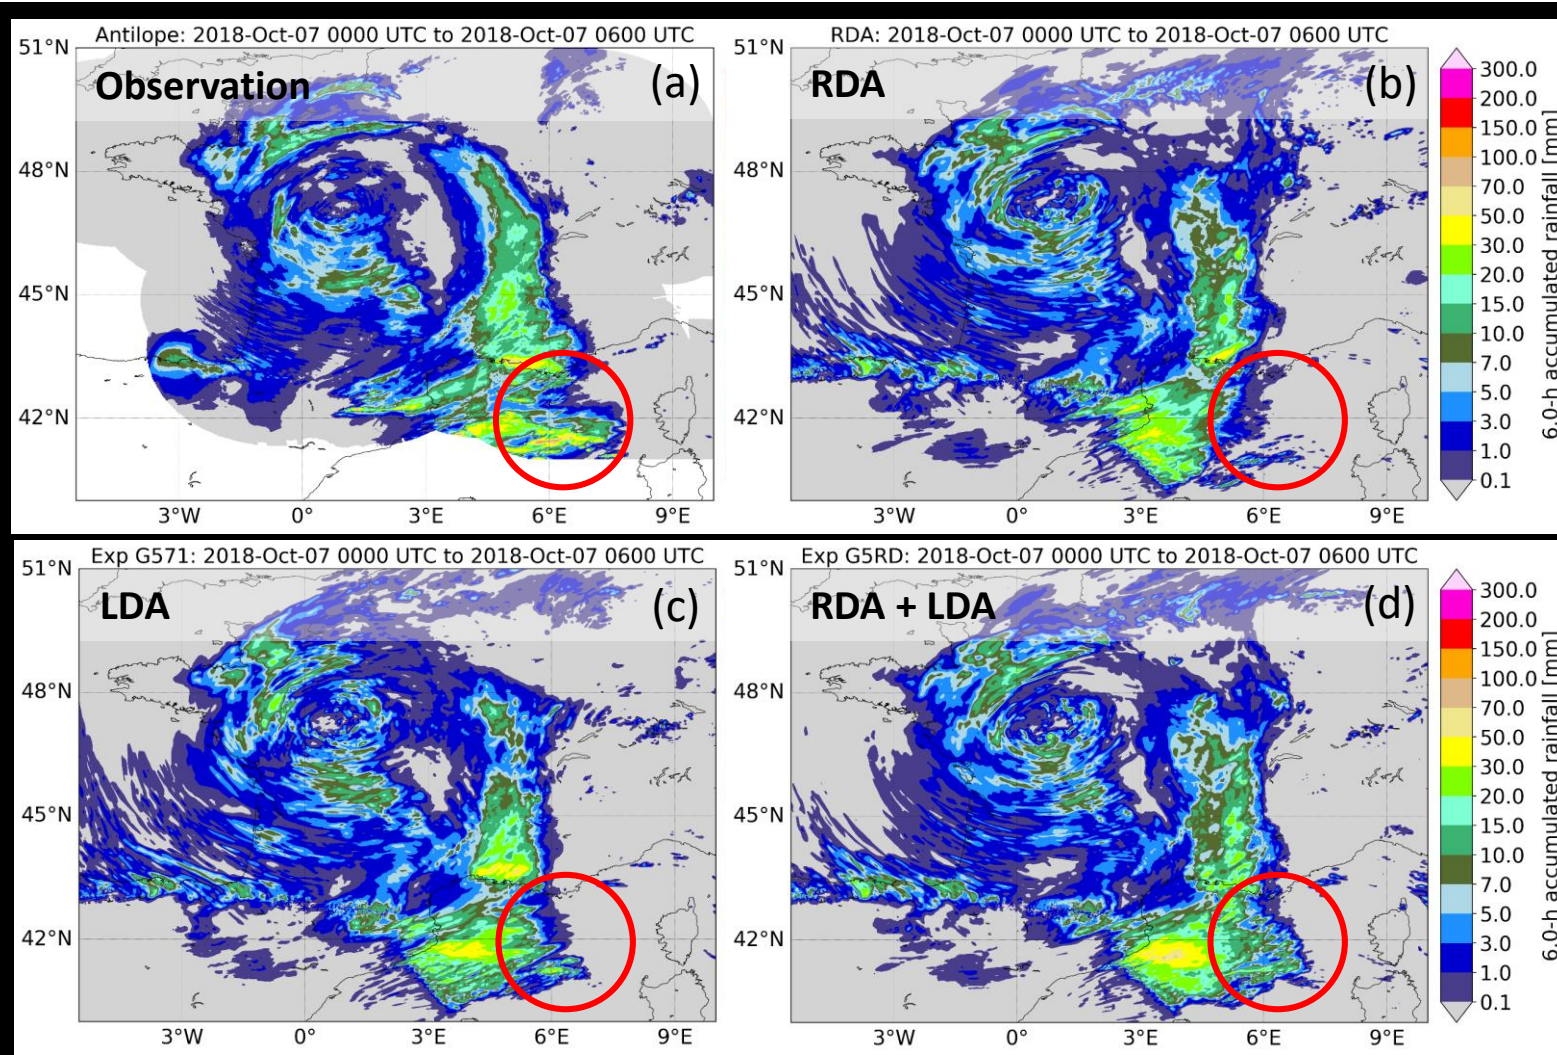 Antilope: 2018-Oct-07 0000 UTC to 2018-Oct-07 0600 UTC
Observation
(a)
51°N
48°N
45°N
42°N
3°W 0° 3°E 6°E 9°E
RDA: 2018-Oct-07 0000 UTC to 2018-Oct-07 0600 UTC
RDA
(b)
51°N
48°N
45°N
42°N
3°W 0° 3°E 6°E 9°E
300.0
200.0
150.0
100.0
70.0
50.0
30.0
20.0
15.0
10.0
7.0
5.0
3.0
1.0
0.1
6.0-h accumulated rainfall [mm]
Exp G571: 2018-Oct-07 0000 UTC to 2018-Oct-07 0600 UTC
LDA
(c)
51°N
48°N
45°N
42°N
3°W 0° 3°E 6°E 9°E
Exp G5RD: 2018-Oct-07 0000 UTC to 2018-Oct-07 0600 UTC
RDA + LDA
(d)
51°N
48°N
45°N
42°N
3°W 0° 3°E 6°E 9°E
300.0
200.0
150.0
100.0
70.0
50.0
30.0
20.0
15.0
10.0
7.0
5.0
3.0
1.0
0.1
6.0-h accumulated rainfall [mm]